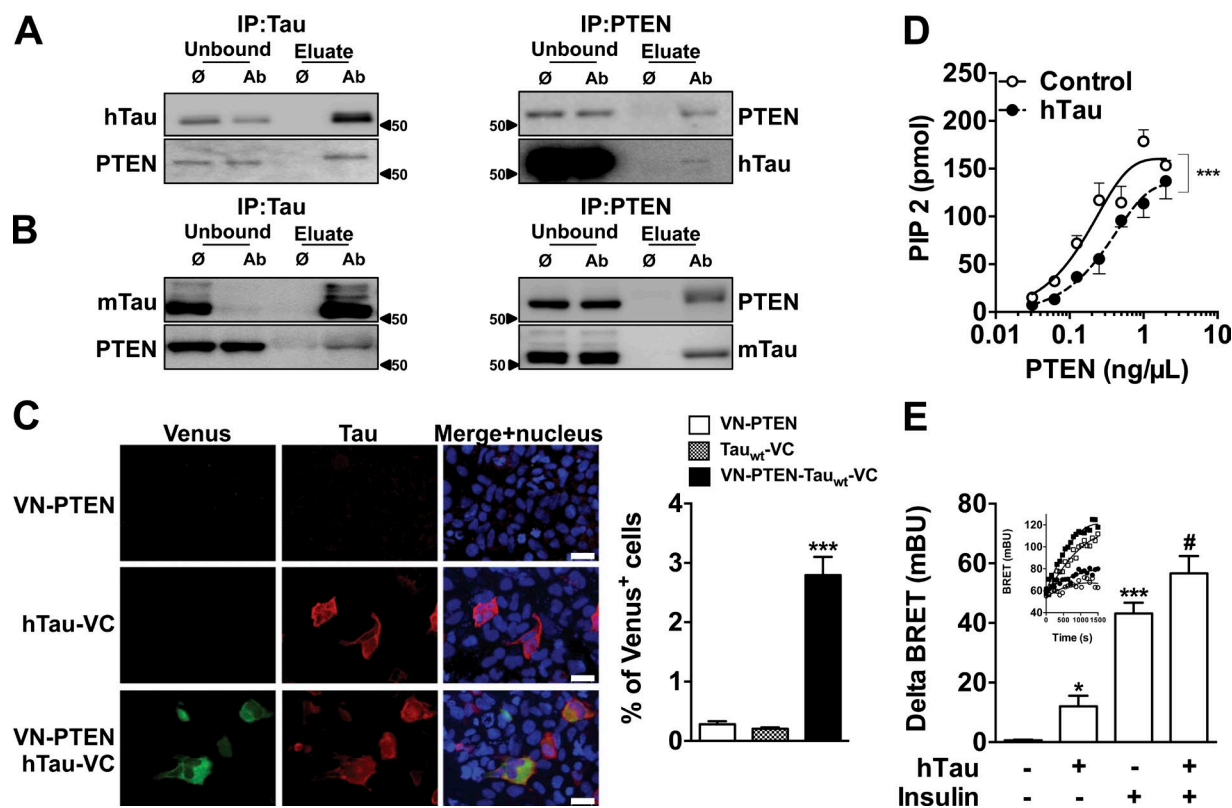 A
IP:Tau
Unbound Eluate
Ø Ab Ø Ab
hTau
◄50
PTEN
◄50
IP:PTEN
Unbound Eluate
Ø Ab Ø Ab
50►
PTEN
50►
hTau
B
IP:Tau
Unbound Eluate
Ø Ab Ø Ab
mTau
◄50
PTEN
◄50
IP:PTEN
Unbound Eluate
Ø Ab Ø Ab
50►
PTEN
50►
mTau
C
Venus Tau Merge+nucleus
VN-PTEN
hTau-VC
VN-PTEN
hTau-VC
VN-PTEN
Tauwt-VC
VN-PTEN-Tauwt-VC
% of Venus+ cells
4
3
2
1
0
***
D
Control
hTau
PIP 2 (pmol)
250
200
150
100
50
0
***
0.01 0.1 1 10
PTEN (ng/µL)
E
Delta BRET (mBU)
80
60
40
20
0
BRET (mBU)
120
100
80
60
40
0 500 1000 1500
Time (s)
*
***
#
hTau - + - +
Insulin - - + +